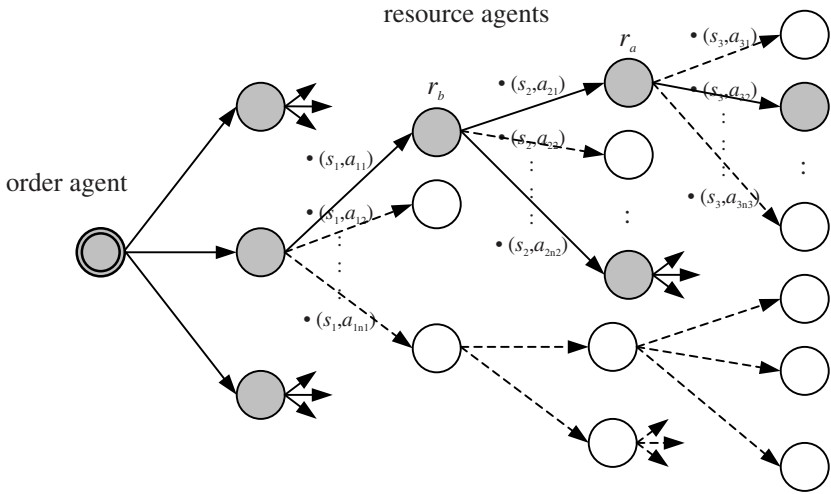 resource agents
r_a
• (s_3,a_31)
r_b
• (s_2,a_21)
• (s_3,a_32)
• (s_2,a_22)
• (s_1,a_11)
order agent
• (s_3,a_3n3)
• (s_1,a_12)
• (s_2,a_2n2)
• (s_1,a_1n1)